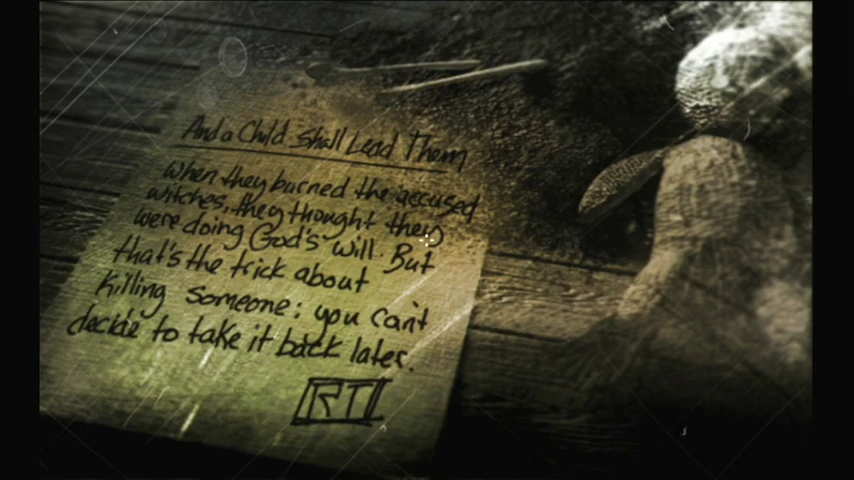 And a Child Shall Lead Them
When they burned the accused
witches, they thought they
were doing God's will. But
that's the trick about
killing someone: you can't
decide to take it back later.
RTI